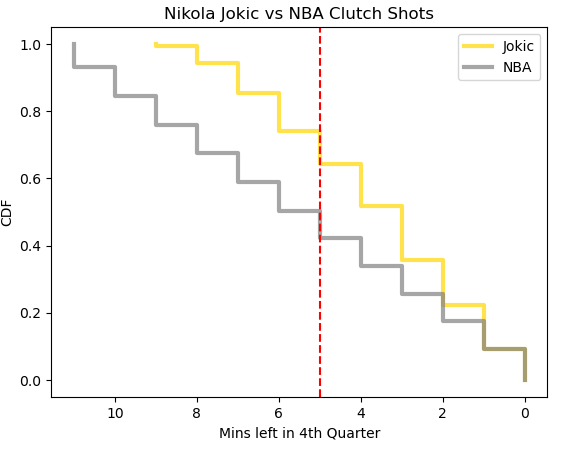 Nikola Jokic vs NBA Clutch Shots
Jokic
NBA
1.0
0.8
0.6
0.4
0.2
0.0
CDF
10 8 6 4 2 0
Mins left in 4th Quarter